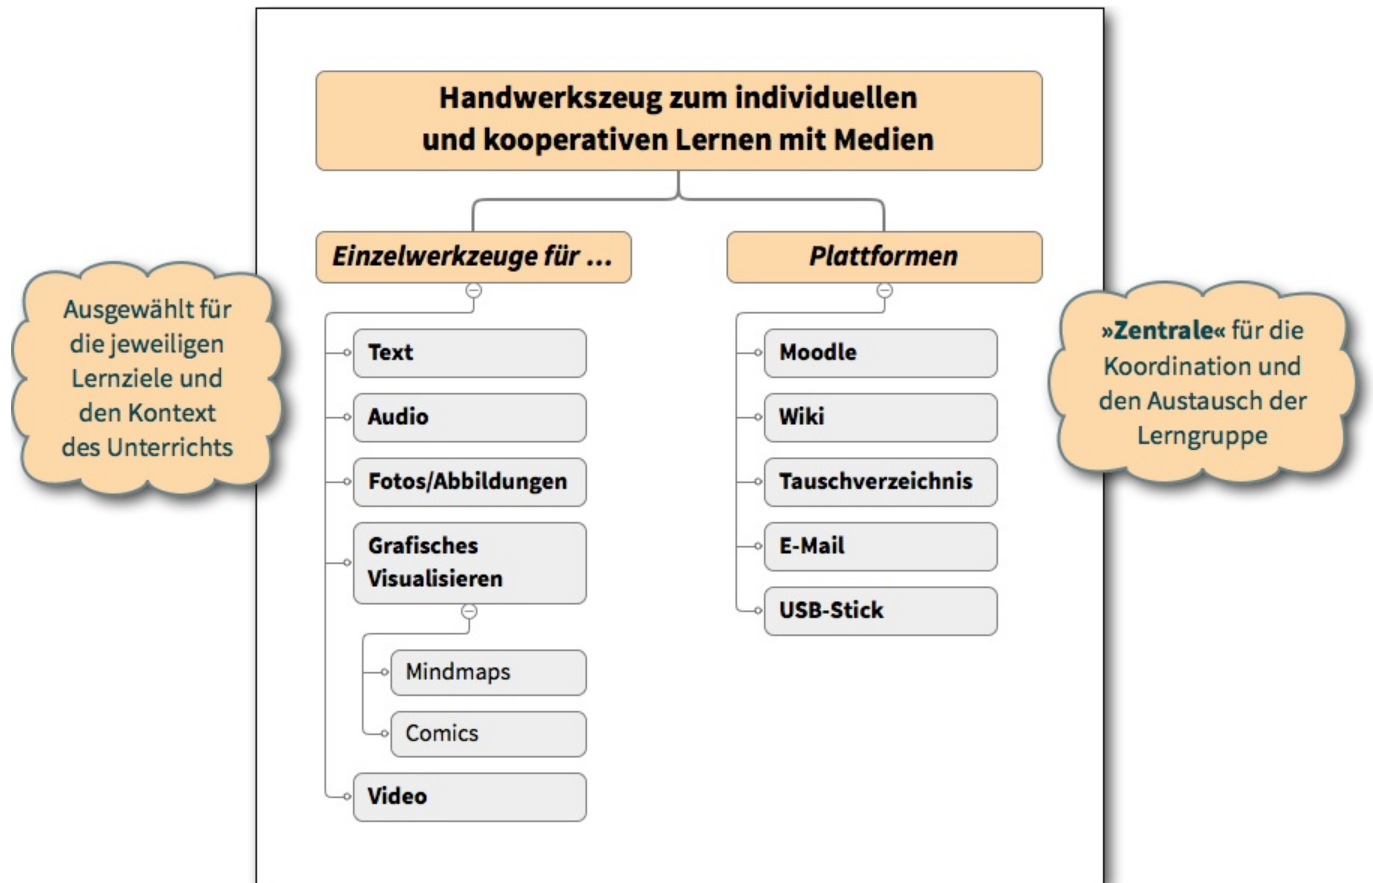 Handwerkszeug zum individuellen
und kooperativen Lernen mit Medien
Einzelwerkzeuge für ...
Plattformen
Ausgewählt für
die jeweiligen
Lernziele und
den Kontext
des Unterrichts
Text
Audio
Fotos/Abbildungen
Grafisches
Visualisieren
Mindmaps
Comics
Video
Moodle
Wiki
Tauschverzeichnis
E-Mail
USB-Stick
»Zentrale« für die
Koordination und
den Austausch der
Lerngruppe